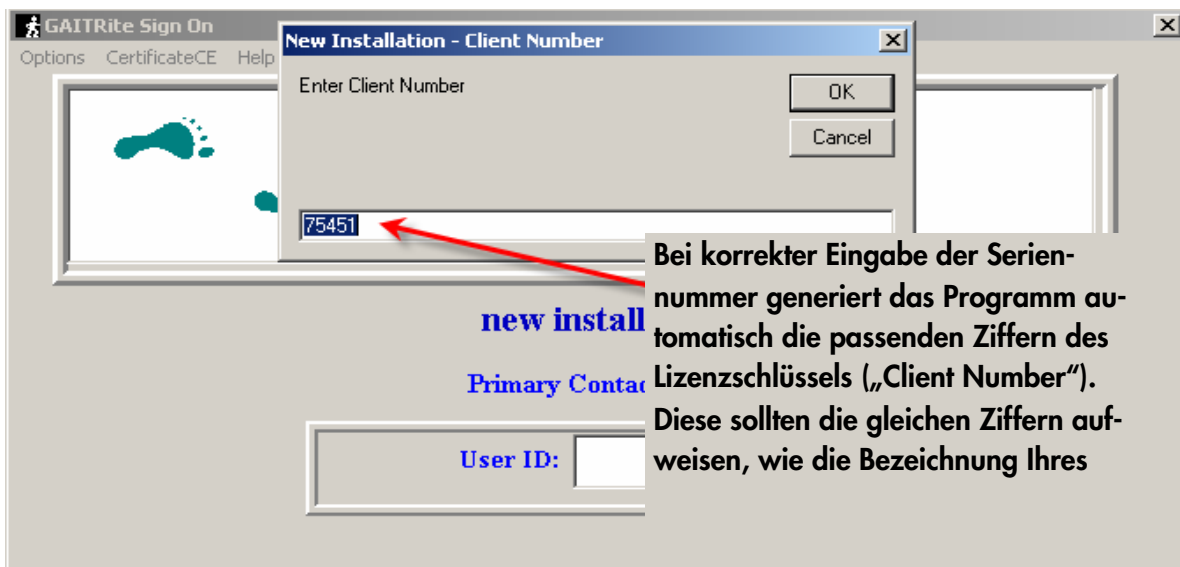 GAITRite Sign On
Options CertificateCE Help
New Installation - Client Number
Enter Client Number
OK
Cancel
75451
Bei korrekter Eingabe der Serien-
nummer generiert das Programm au-
tomatisch die passenden Ziffern des
Lizenzschlüssels („Client Number“).
Diese sollten die gleichen Ziffern auf-
weisen, wie die Bezeichnung Ihres
new install
Primary Contac
User ID: